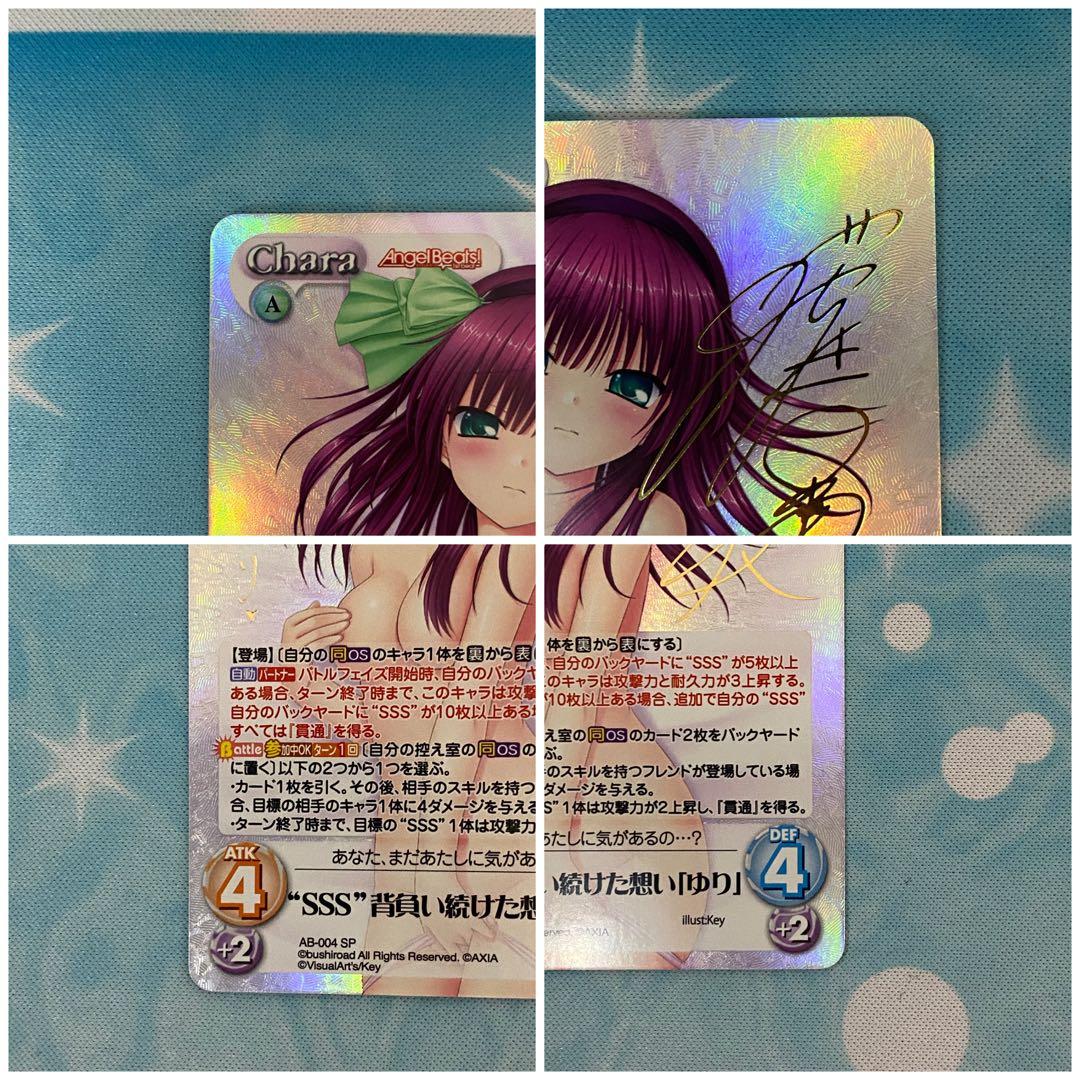 Chara
AngelBeats!
A
【登場】〔自分の同OSのキャラ1体を裏から表
自動 パートナー バトルフェイズ開始時、自分のバックヤ
ある場合、ターン終了時まで、このキャラは攻撃
自分のバックヤードに“SSS”が10枚以上ある場
すべては『貫通』を得る。
Battle 参加中OK ターン1回〔自分の控え室の同OSの
に置く〕以下の2つから1つを選ぶ。
・カード1枚を引く。その後、相手のスキルを持つ
合、目標の相手のキャラ1体に4ダメージを与える
・ターン終了時まで、目標の“SSS”1体は攻撃力
あなた、まだあたしに気があ
ATK
4
“SSS”背負い続けた想
+2
AB-004 SP
©bushiroad All Rights Reserved. ©AXIA
©VisualArt's/Key
体を裏から表にする〕
、自分のバックヤードに“SSS”が5枚以上
のキャラは攻撃力と耐久力が3上昇する。
10枚以上ある場合、追加で自分の“SSS”
室の同OSのカード2枚をバックヤード
ぶ。
手のスキルを持つフレンドが登場している場
ダメージを与える。
S”1体は攻撃力が2上昇し、『貫通』を得る。
たしに気があるの…?
DEF
4
い続けた想い「ゆり」
illust:Key
+2
erved. ©AXIA